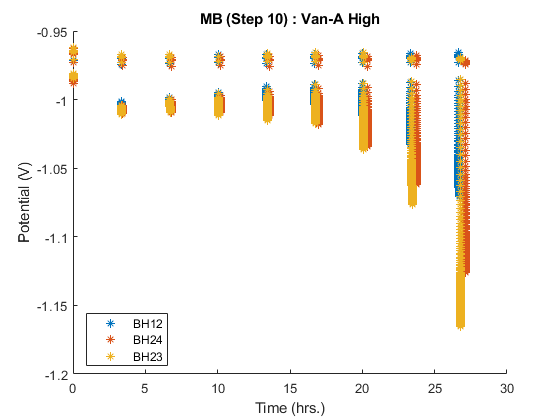 MB (Step 10) : Van-A High
-0.95
-1
-1.05
-1.1
-1.15
-1.2
Potential (V)
BH12
BH24
BH23
0 5 10 15 20 25 30
Time (hrs.)